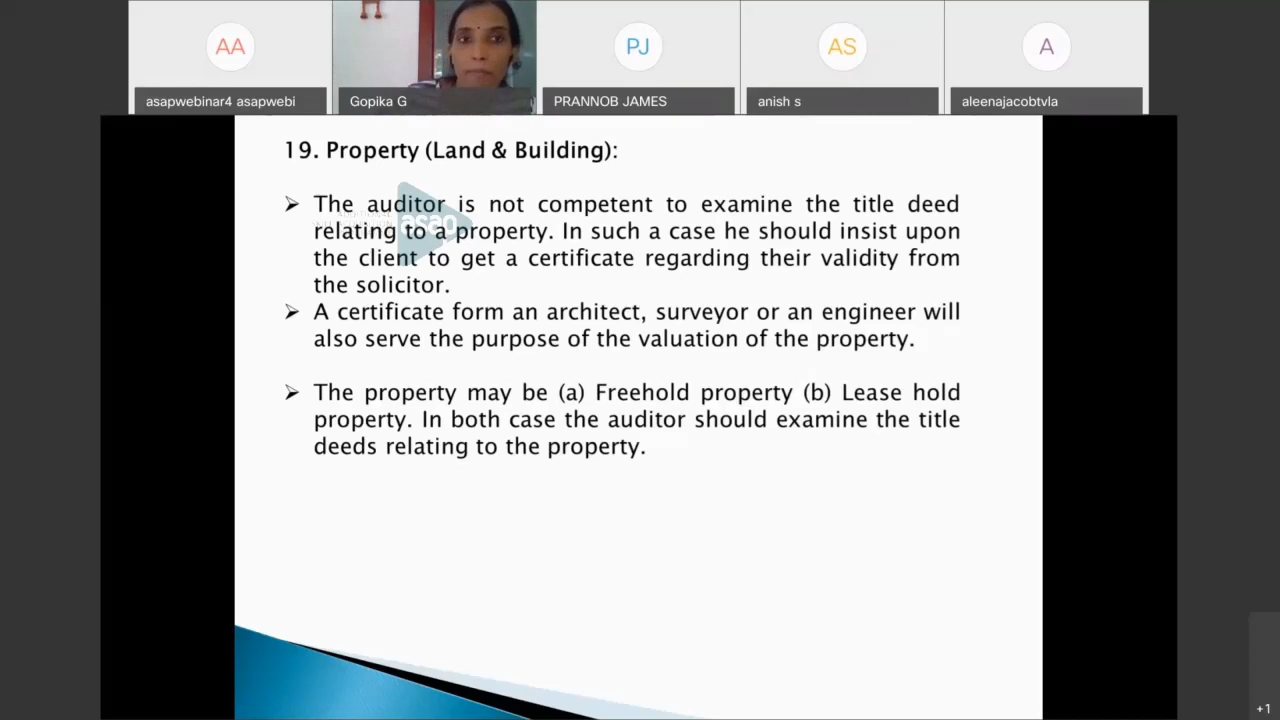 AA
PJ
AS
A
asapwebinar4 asapwebi
Gopika G
PRANNOB JAMES
anish s
aleenajacobtvla
19. Property (Land & Building):
➢ The auditor is not competent to examine the title deed
relating to a property. In such a case he should insist upon
the client to get a certificate regarding their validity from
the solicitor.
➢ A certificate form an architect, surveyor or an engineer will
also serve the purpose of the valuation of the property.
➢ The property may be (a) Freehold property (b) Lease hold
property. In both case the auditor should examine the title
deeds relating to the property.
asap
+1